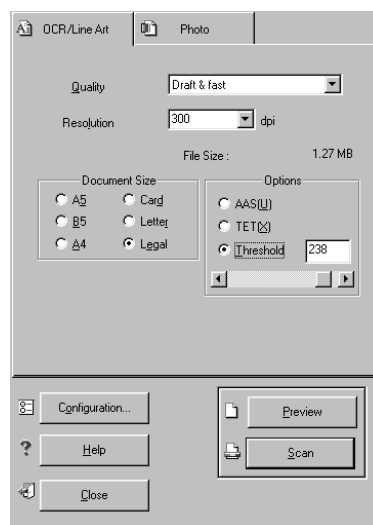 OCR/Line Art Photo
Quality Draft & fast
Resolution 300 dpi
File Size : 1.27 MB
Document Size Options
A5 Card AAS(U)
B5 Letter TET(X)
A4 Legal Threshold 238
Configuration... Preview
? Help Scan
Close